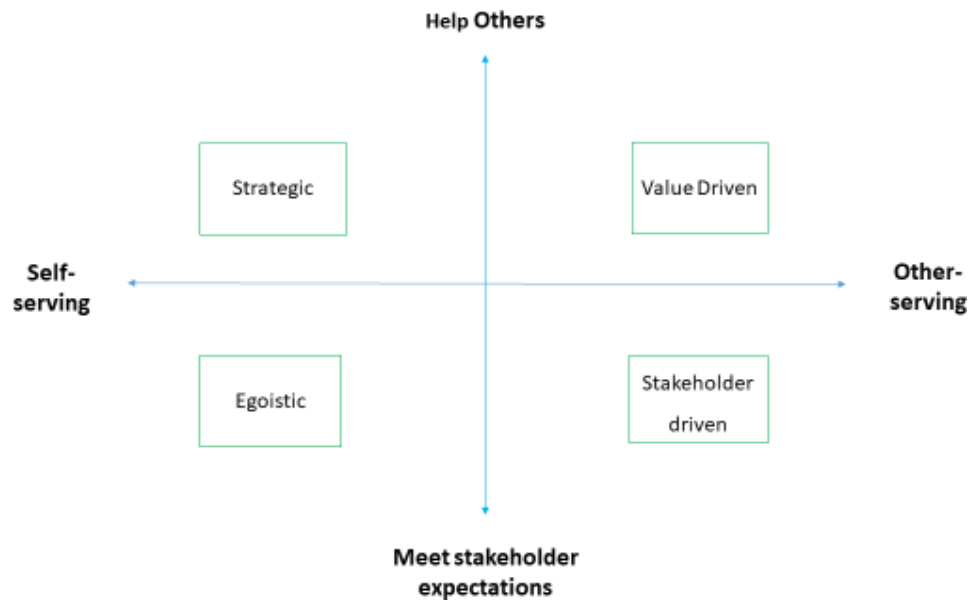 Help Others
Strategic
Value Driven
Self-
serving
Other-
serving
Egoistic
Stakeholder
driven
Meet stakeholder
expectations